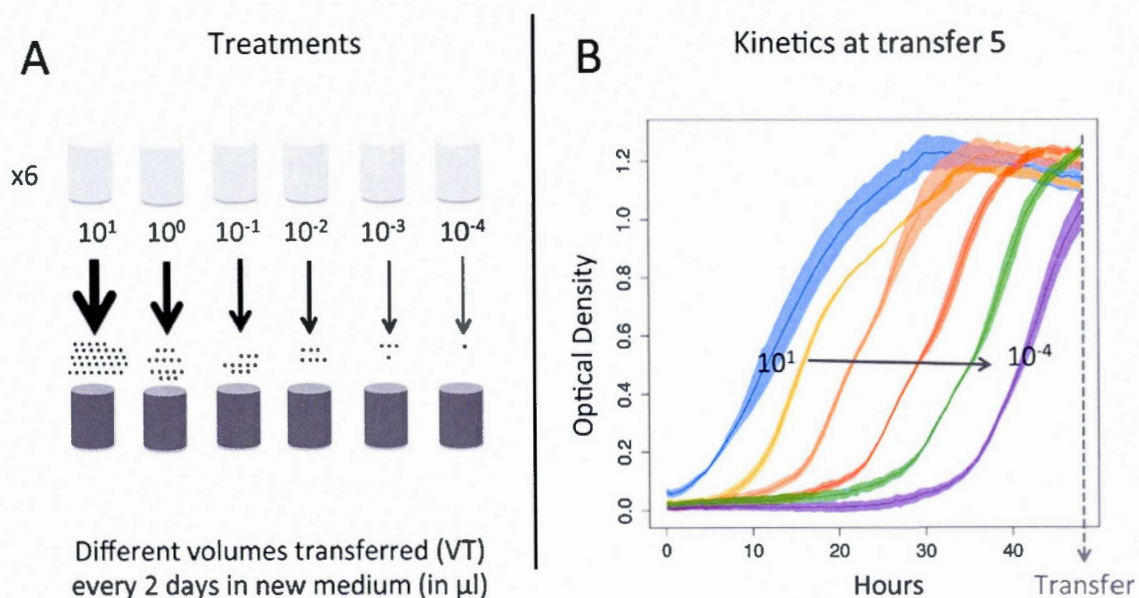 A
Treatments
x6
10¹ 10⁰ 10⁻¹ 10⁻² 10⁻³ 10⁻⁴
Different volumes transferred (VT)
every 2 days in new medium (in µl)
B
Kinetics at transfer 5
Optical Density
1.2
1.0
0.8
0.6
0.4
0.2
0.0
10¹
10⁻⁴
0 10 20 30 40
Hours
Transfer